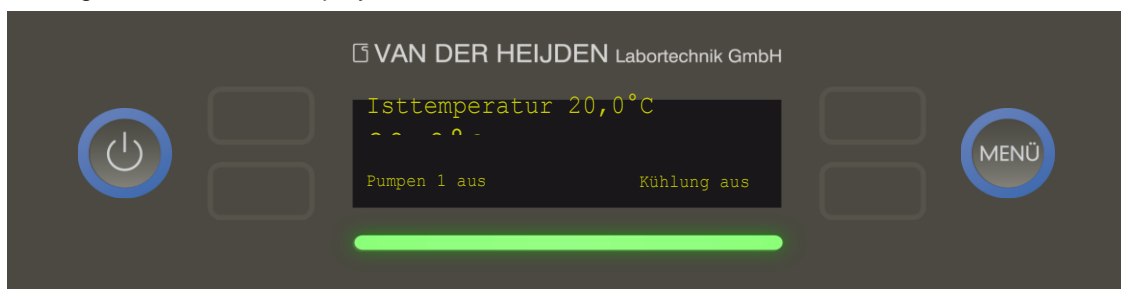 VAN DER HEIJDEN Labortechnik GmbH
Isttemperatur 20,0°C
Pumpen 1 aus Kühlung aus
MENÜ